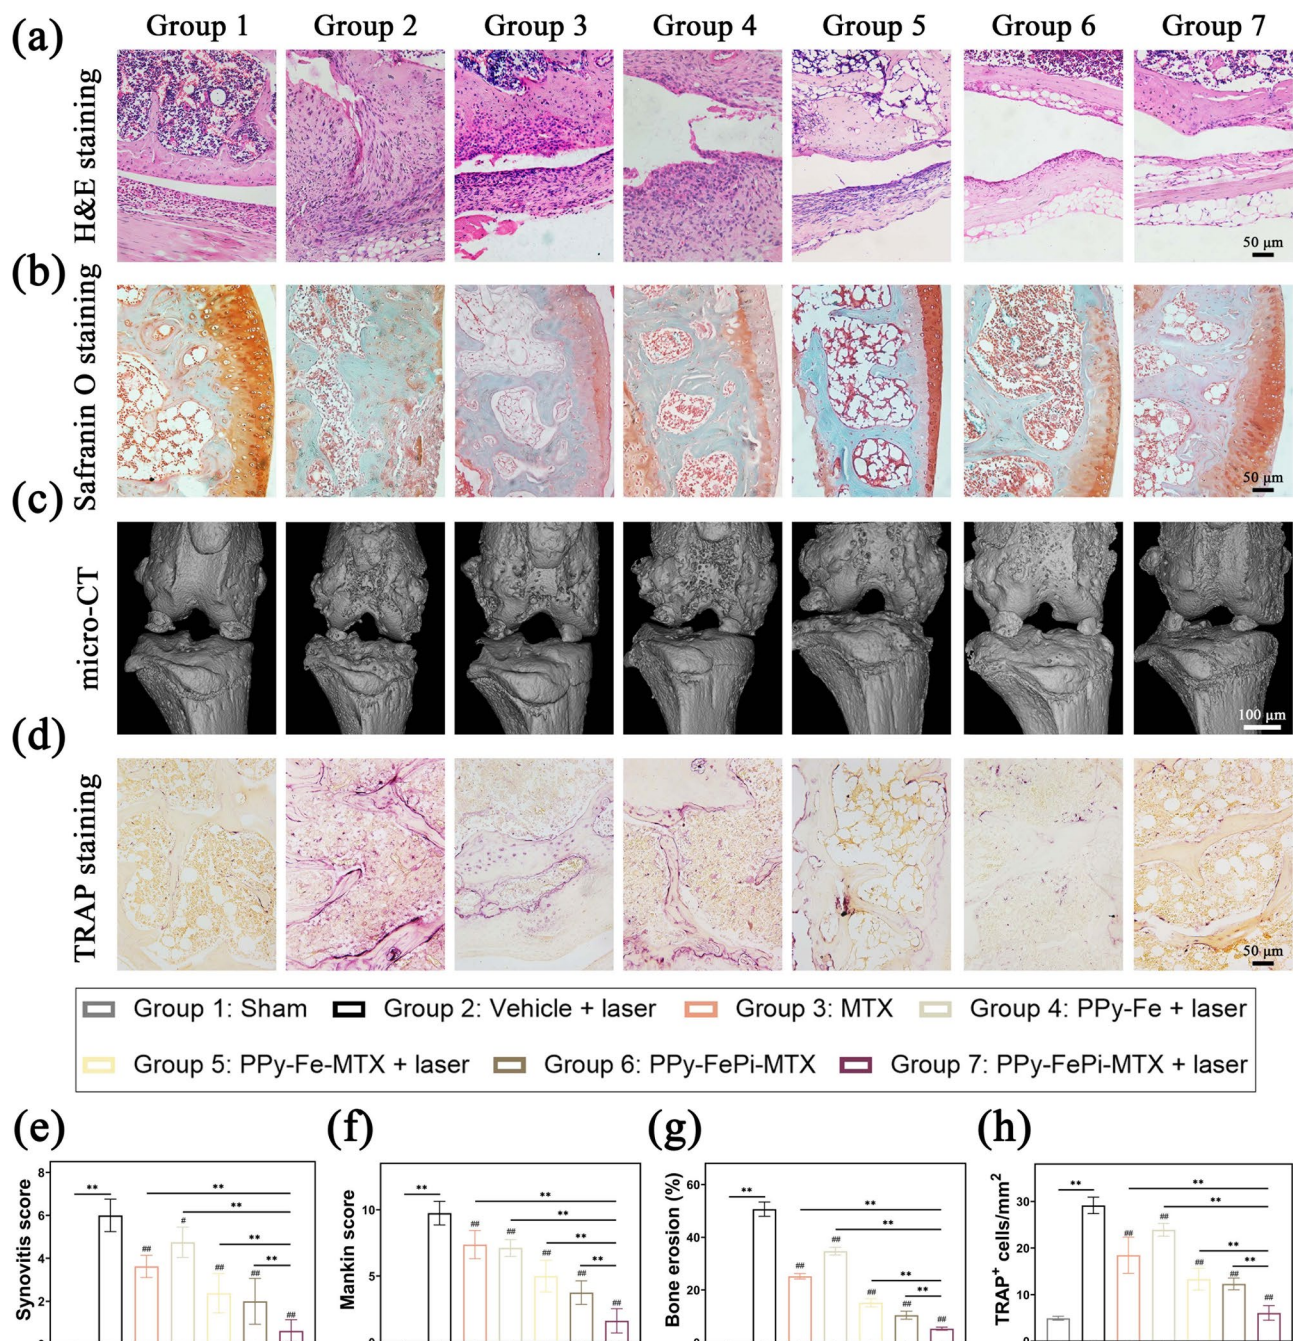 (a)
Group 1 Group 2 Group 3 Group 4 Group 5 Group 6 Group 7
H&E staining
50 μm
(b)
Safranin O staining
50 μm
(c)
micro-CT
100 μm
(d)
TRAP staining
50 μm
Group 1: Sham Group 2: Vehicle + laser Group 3: MTX Group 4: PPy-Fe + laser
Group 5: PPy-Fe-MTX + laser Group 6: PPy-FePi-MTX Group 7: PPy-FePi-MTX + laser
(e)
Synovitis score
8
6
4
2
**
**
**
**
**
##
#
##
##
##
(f)
Mankin score
10
5
0
**
**
**
**
**
##
##
##
##
##
(g)
Bone erosion (%)
60
40
20
0
**
**
**
**
**
##
##
##
##
##
(h)
TRAP+ cells/mm²
30
20
10
0
**
**
**
**
**
##
##
##
##
##